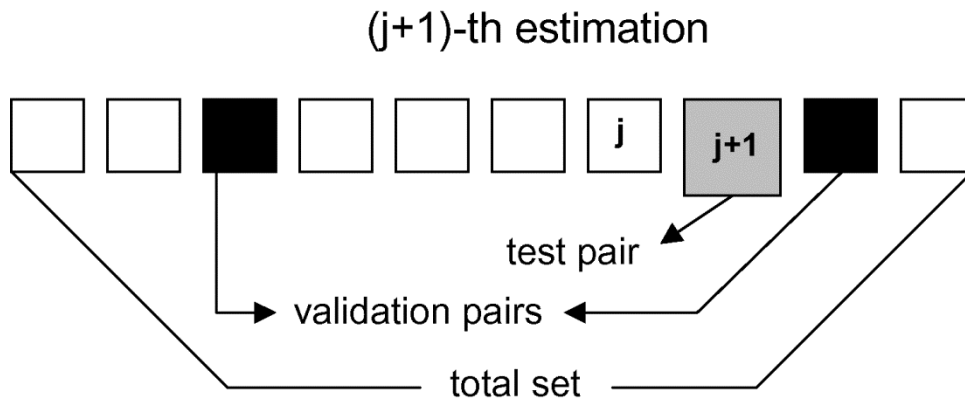 (j+1)-th estimation
j
j+1
test pair
validation pairs
total set